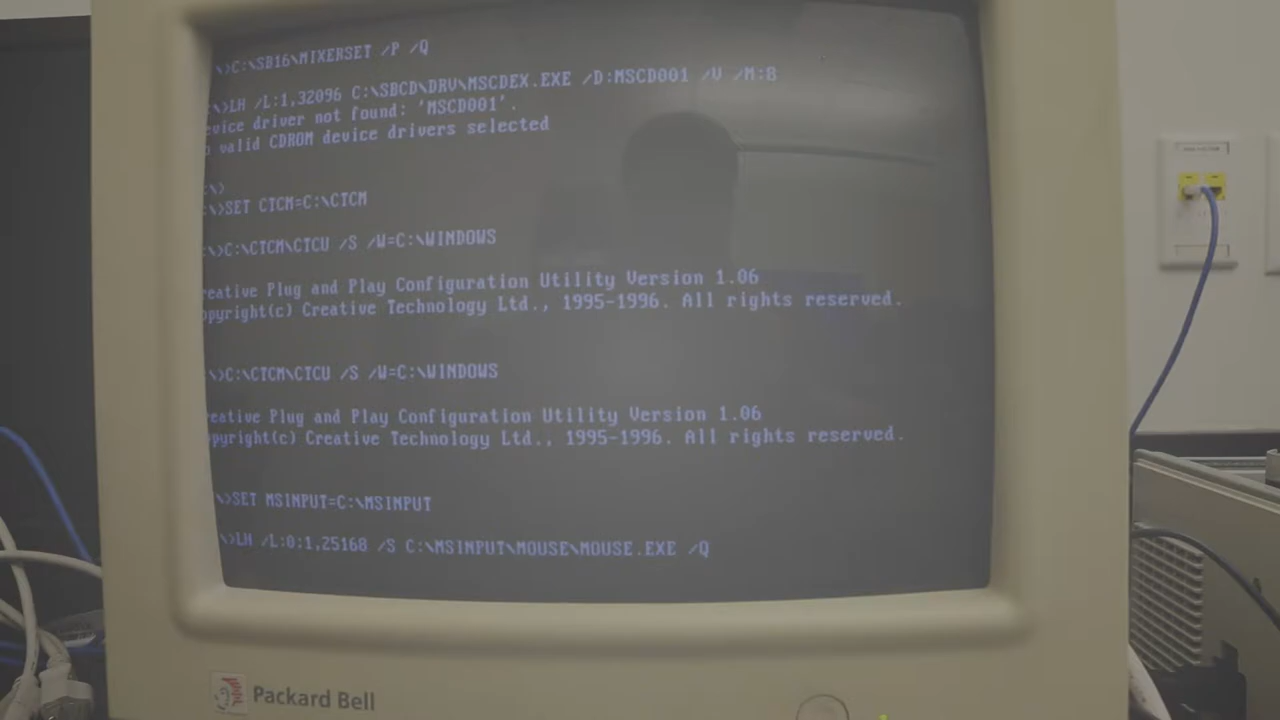 \>C:\SB16\MIXERSET /P /Q
:\>LH /L:1,32096 C:\SBCD\DRV\MSCDEX.EXE /D:MSCD001 /V /M:8
evice driver not found: 'MSCD001'.
o valid CDROM device drivers selected
:\>
:\>SET CTCM=C:\CTCM
:\>C:\CTCM\CTCU /S /W=C:\WINDOWS
reative Plug and Play Configuration Utility Version 1.06
opyright(c) Creative Technology Ltd., 1995-1996. All rights reserved.
:\>C:\CTCM\CTCU /S /W=C:\WINDOWS
reative Plug and Play Configuration Utility Version 1.06
opyright(c) Creative Technology Ltd., 1995-1996. All rights reserved.
\>SET MSINPUT=C:\MSINPUT
\>LH /L:0;1,25168 /S C:\MSINPUT\MOUSE\MOUSE.EXE /Q
Packard Bell